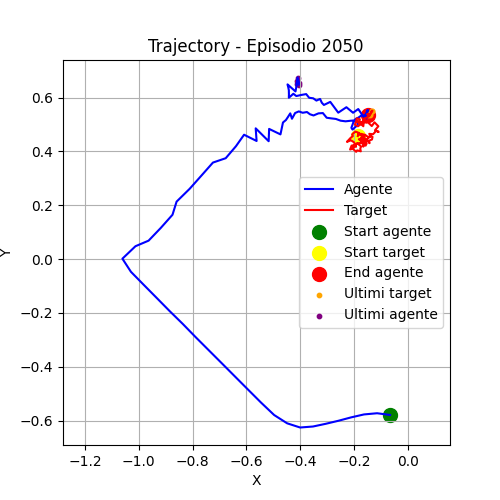 Trajectory - Episodio 2050
Y
0.6
0.4
0.2
0.0
−0.2
−0.4
−0.6
Agente
Target
Start agente
Start target
End agente
Ultimi target
Ultimi agente
−1.2 −1.0 −0.8 −0.6 −0.4 −0.2 0.0
X